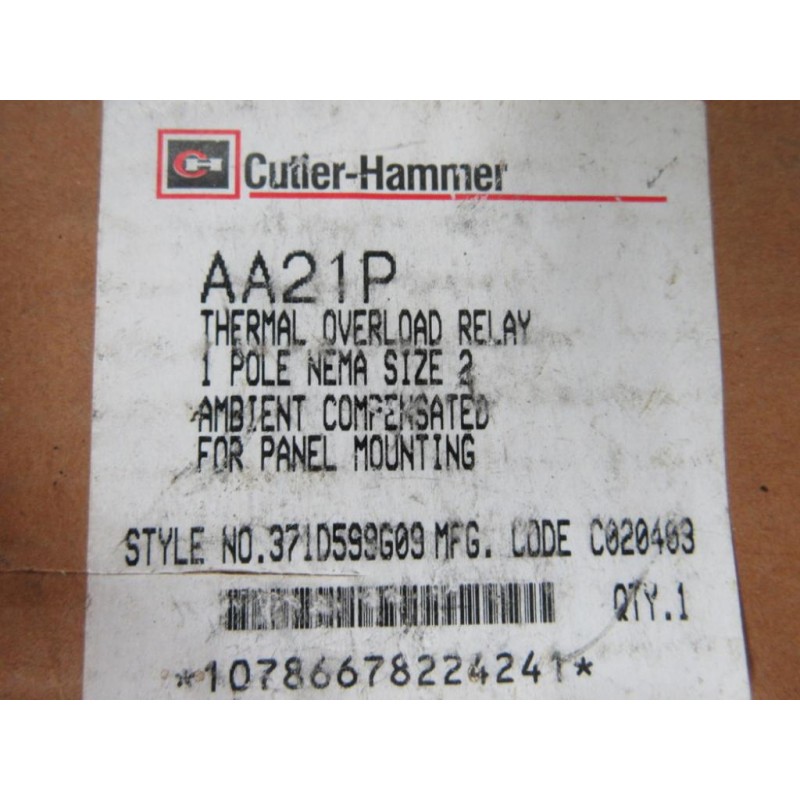 Cutler-Hammer
AA21P
THERMAL OVERLOAD RELAY
1 POLE NEMA SIZE 2
AMBIENT COMPENSATED
FOR PANEL MOUNTING
STYLE NO.371D599G09 MFG. CODE C020403
QTY.1
*10786678224241*